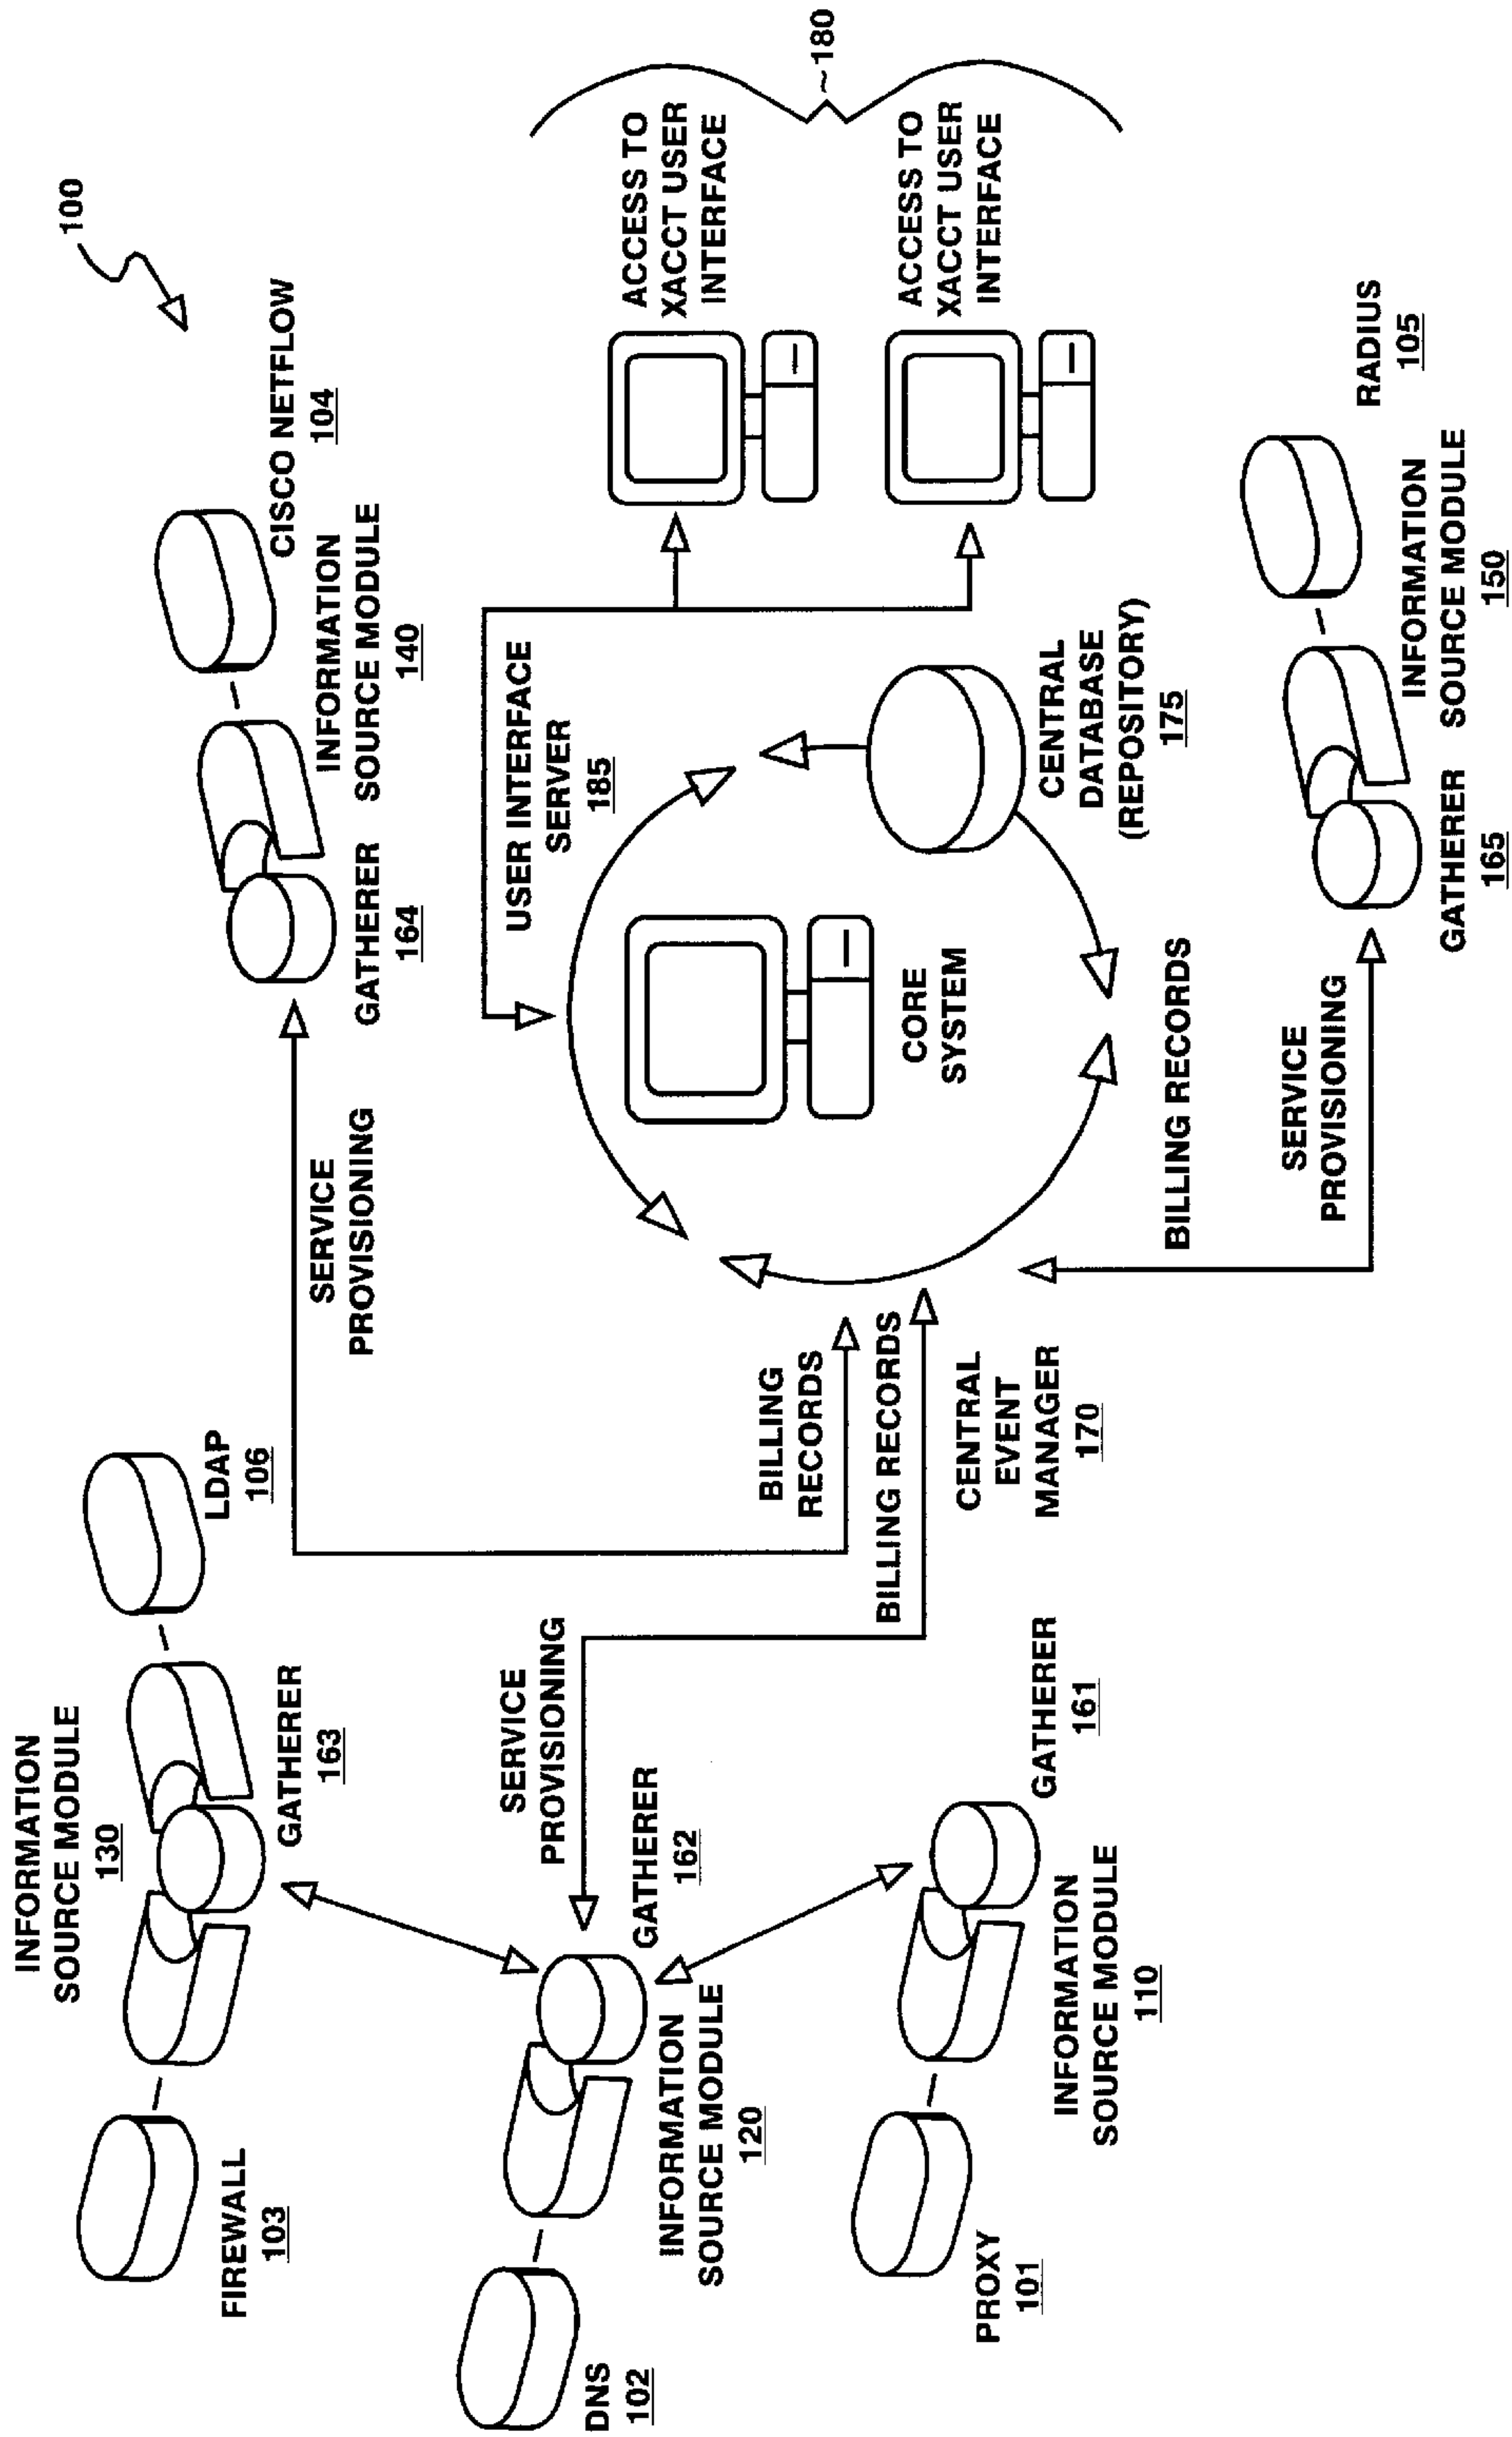 100
INFORMATION
SOURCE MODULE
130
LDAP
106
CISCO NETFLOW
104
FIREWALL
103
GATHERER
163
INFORMATION
SOURCE MODULE
140
GATHERER
164
SERVICE
PROVISIONING
DNS
102
SERVICE
PROVISIONING
GATHERER
162
INFORMATION
SOURCE MODULE
120
USER INTERFACE
SERVER
185
ACCESS TO
XACCT USER
INTERFACE
ACCESS TO
XACCT USER
INTERFACE
~180
BILLING
RECORDS
BILLING RECORDS
CORE
SYSTEM
CENTRAL
EVENT
MANAGER
170
CENTRAL
DATABASE
(REPOSITORY)
175
PROXY
101
GATHERER
161
INFORMATION
SOURCE MODULE
110
BILLING RECORDS
SERVICE
PROVISIONING
RADIUS
105
INFORMATION
SOURCE MODULE
150
GATHERER
165